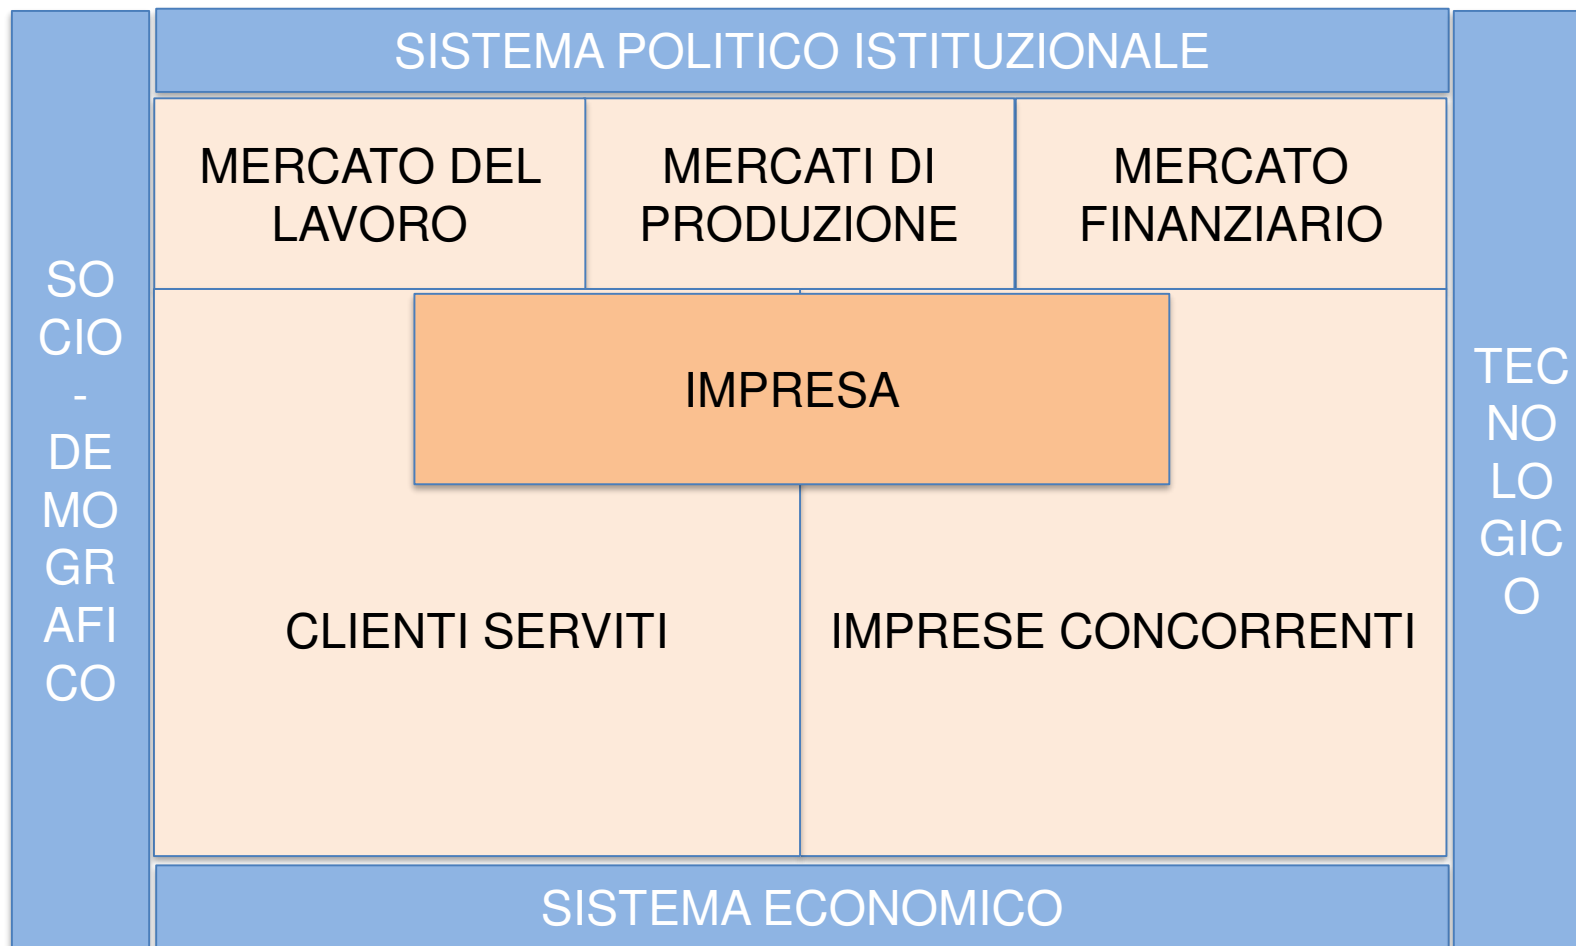 SISTEMA POLITICO ISTITUZIONALE
MERCATO DEL
LAVORO
MERCATI DI
PRODUZIONE
MERCATO
FINANZIARIO
SO
CIO
-
DE
MO
GR
AFI
CO
IMPRESA
TEC
NO
LO
GIC
O
CLIENTI SERVITI
IMPRESE CONCORRENTI
SISTEMA ECONOMICO